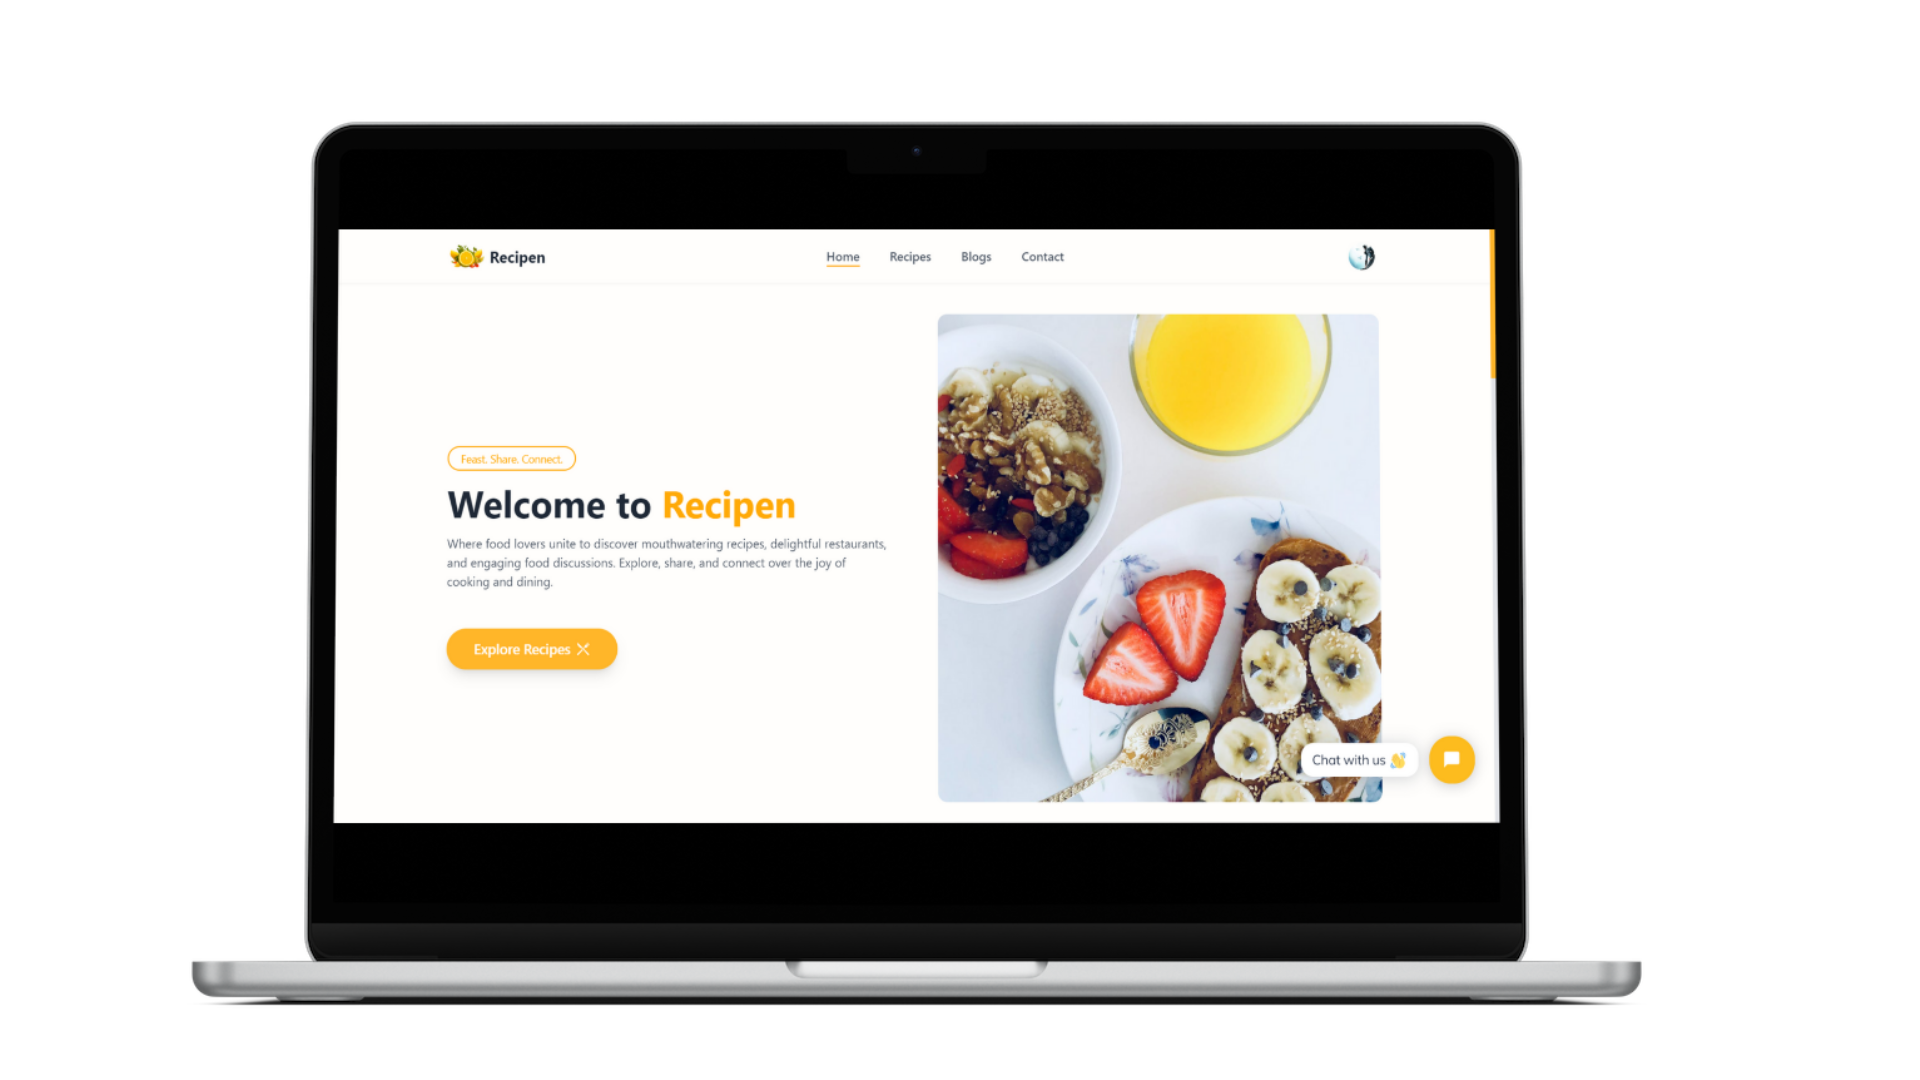 Recipen
Home Recipes Blogs Contact
Feast. Share. Connect.
Welcome to Recipen
Where food lovers unite to discover mouthwatering recipes, delightful restaurants,
and engaging food discussions. Explore, share, and connect over the joy of
cooking and dining.
Explore Recipes
Chat with us 👋